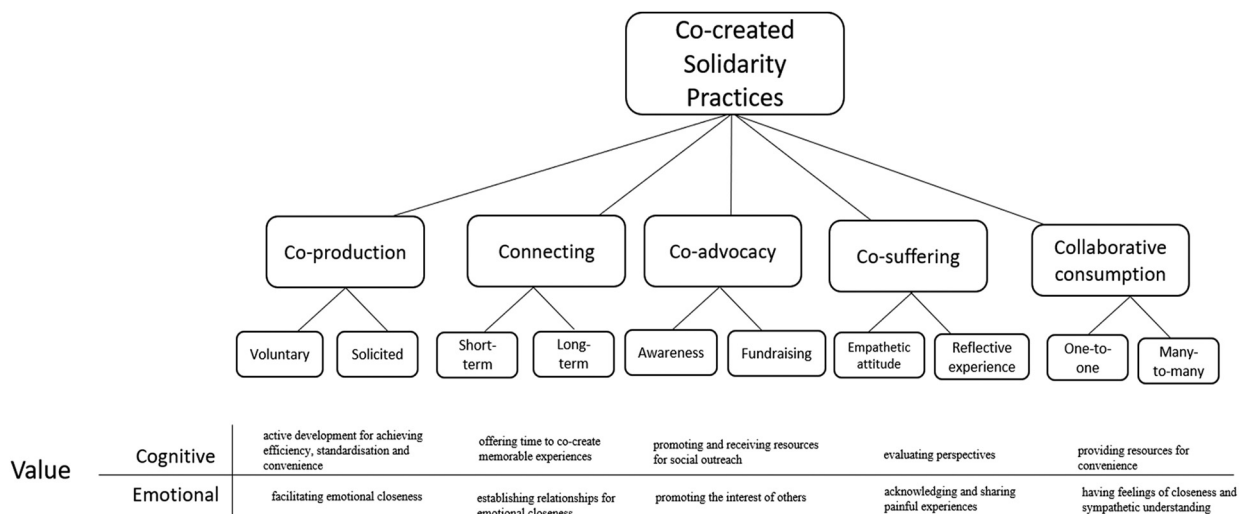 Co-created
Solidarity
Practices
Co-production
Connecting
Co-advocacy
Co-suffering
Collaborative
consumption
Voluntary
Solicited
Short-
term
Long-
term
Awareness
Fundraising
Empathetic
attitude
Reflective
experience
One-to-
one
Many-
to-many
Value
Cognitive
active development for achieving
efficiency, standardisation and
convenience
offering time to co-create
memorable experiences
promoting and receiving resources
for social outreach
evaluating perspectives
providing resources for
convenience
Emotional
facilitating emotional closeness
establishing relationships for
emotional closeness
promoting the interest of others
acknowledging and sharing
painful experiences
having feelings of closeness and
sympathetic understanding